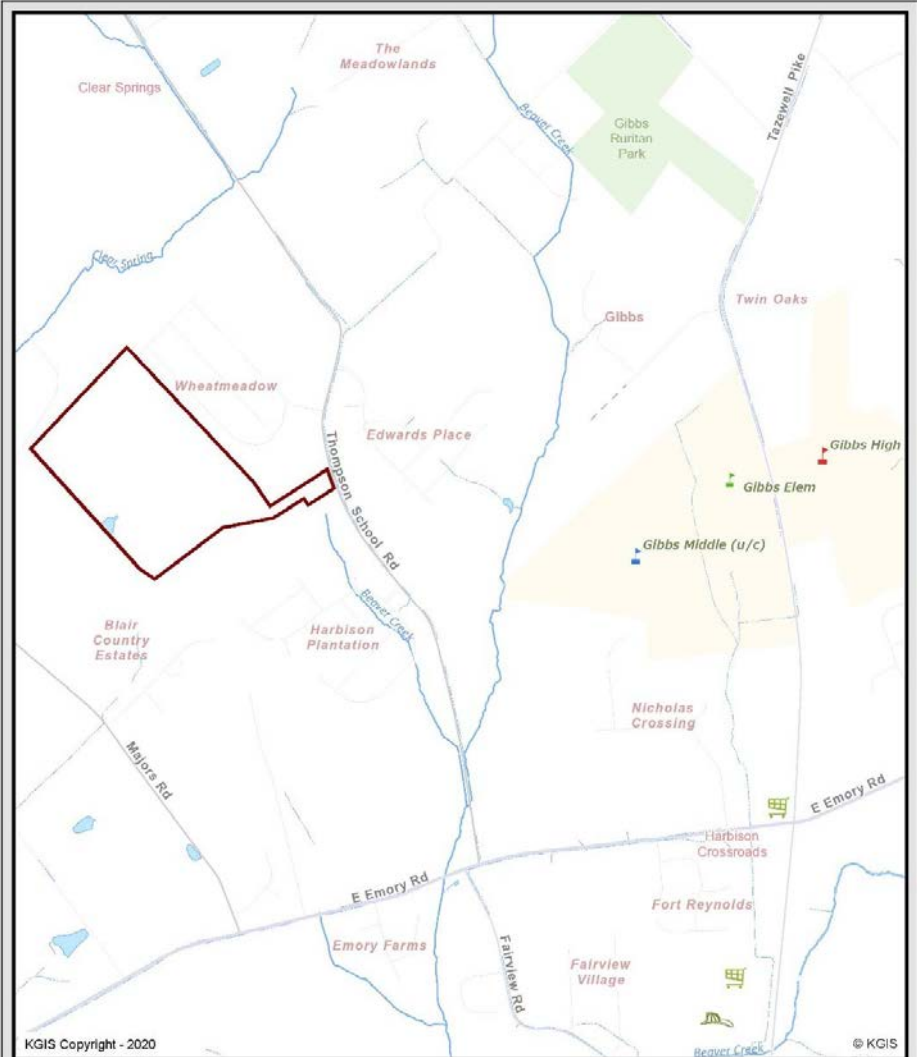 The
Meadowlands
Clear Springs
Tazewell Pike
Beaver Creek
Gibbs
Ruritan
Park
Clear Spring
Twin Oaks
Gibbs
Wheatmeadow
Edwards Place
Thompson School Rd
Gibbs High
Gibbs Elem
Gibbs Middle (u/c)
Beaver Creek
Blair
Country
Estates
Harbison
Plantation
Nicholas
Crossing
Majors Rd
E Emory Rd
Harbison
Crossroads
E Emory Rd
Fort Reynolds
Emory Farms
Fairview Rd
Fairview
Village
KGIS Copyright - 2020
Beaver Creek
© KGIS